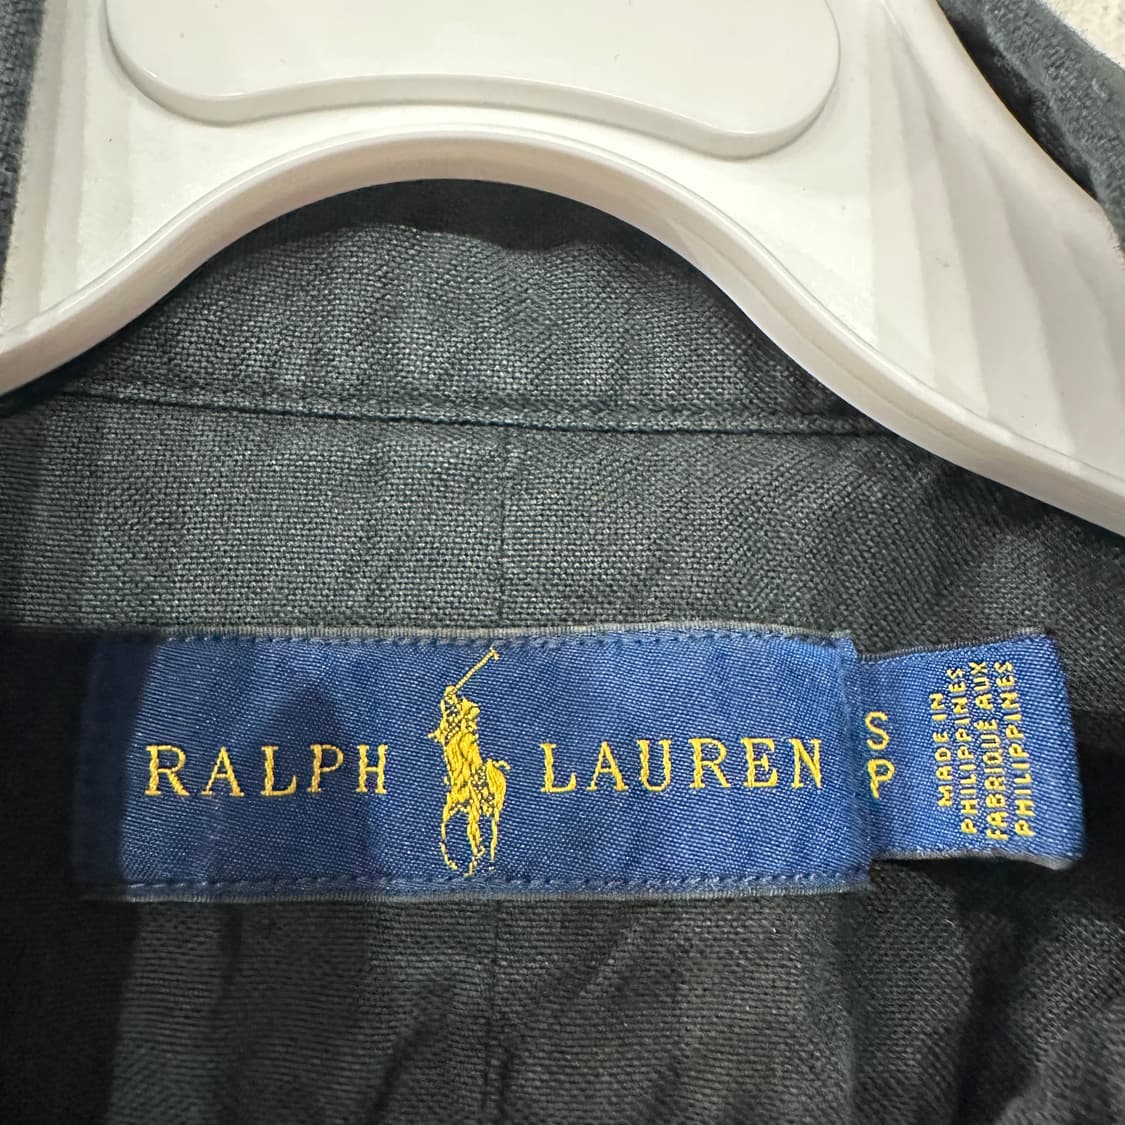 RALPH LAUREN
S
P
MADE IN
PHILIPPINES
FABRIQUÉ AUX
PHILIPPINES